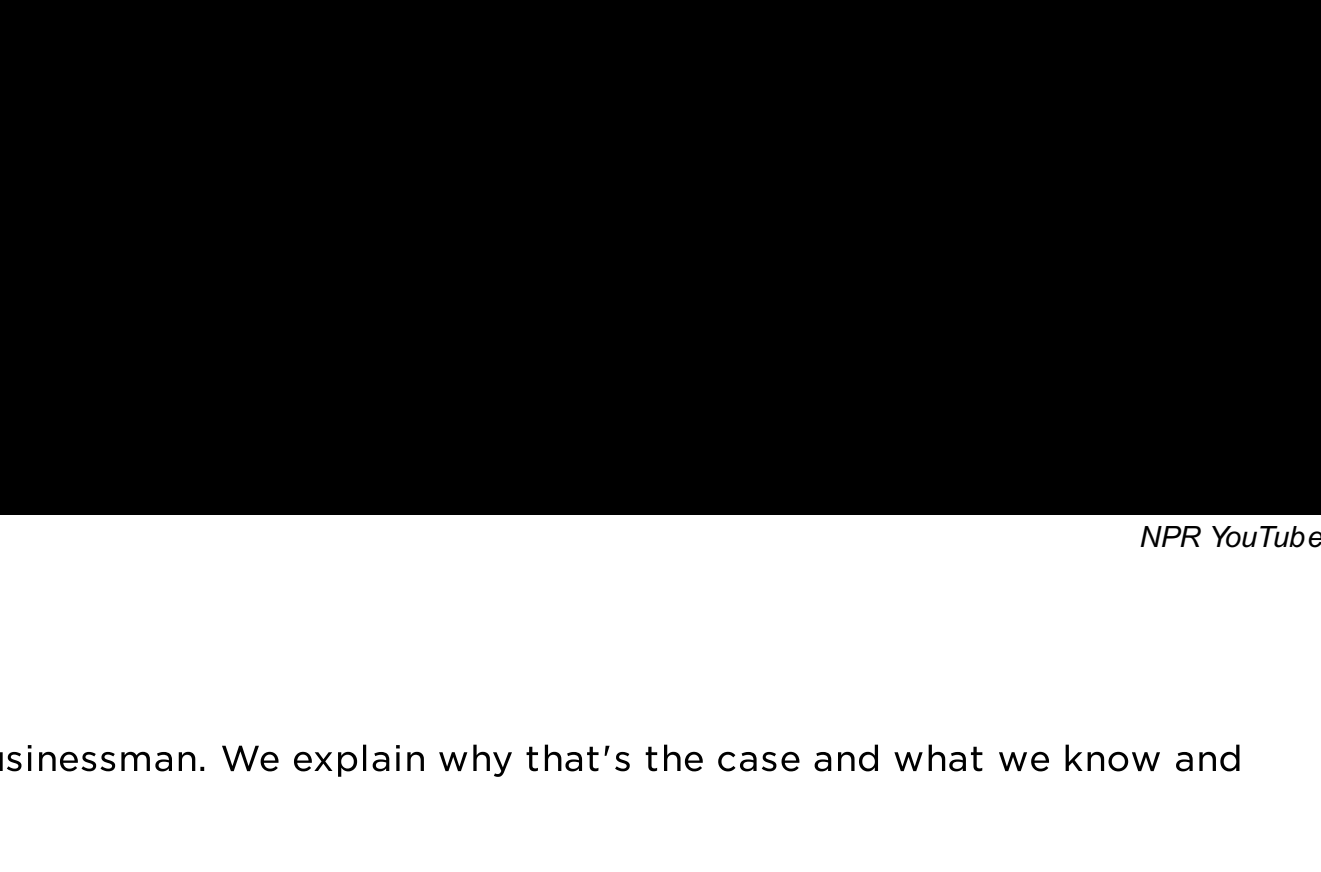 NPR YouTube
usinessman. We explain why that's the case and what we know and